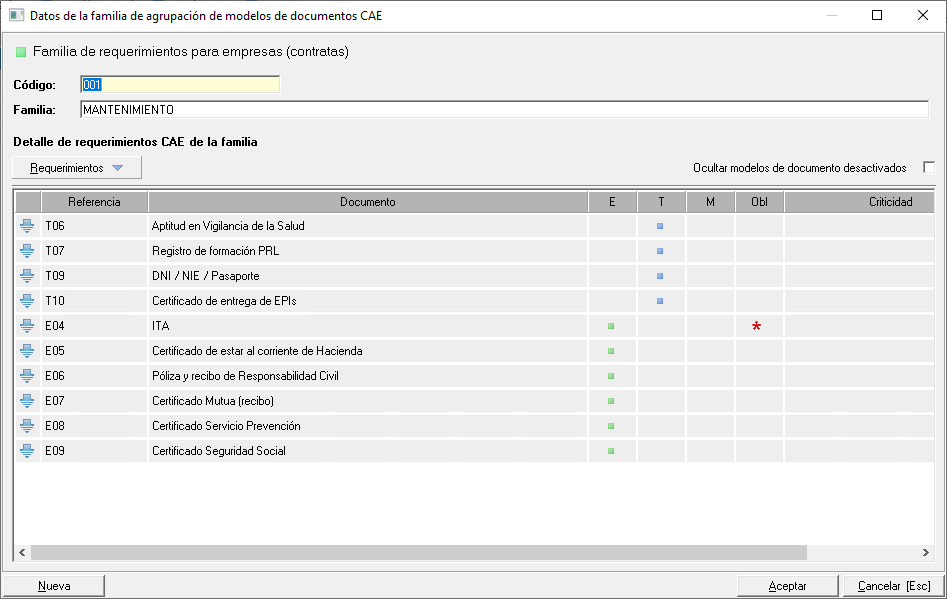 Datos de la familia de agrupación de modelos de documentos CAE
Familia de requerimientos para empresas (contratas)
Código: 001
Familia: MANTENIMIENTO
Detalle de requerimientos CAE de la familia
Requerimientos Ocultar modelos de documento desactivados
Referencia Documento E T M Obl Criticidad
T06 Aptitud en Vigilancia de la Salud
T07 Registro de formación PRL
T09 DNI / NIE / Pasaporte
T10 Certificado de entrega de EPIs
E04 ITA *
E05 Certificado de estar al corriente de Hacienda
E06 Póliza y recibo de Responsabilidad Civil
E07 Certificado Mutua (recibo)
E08 Certificado Servicio Prevención
E09 Certificado Seguridad Social
Nueva Aceptar Cancelar [Esc]